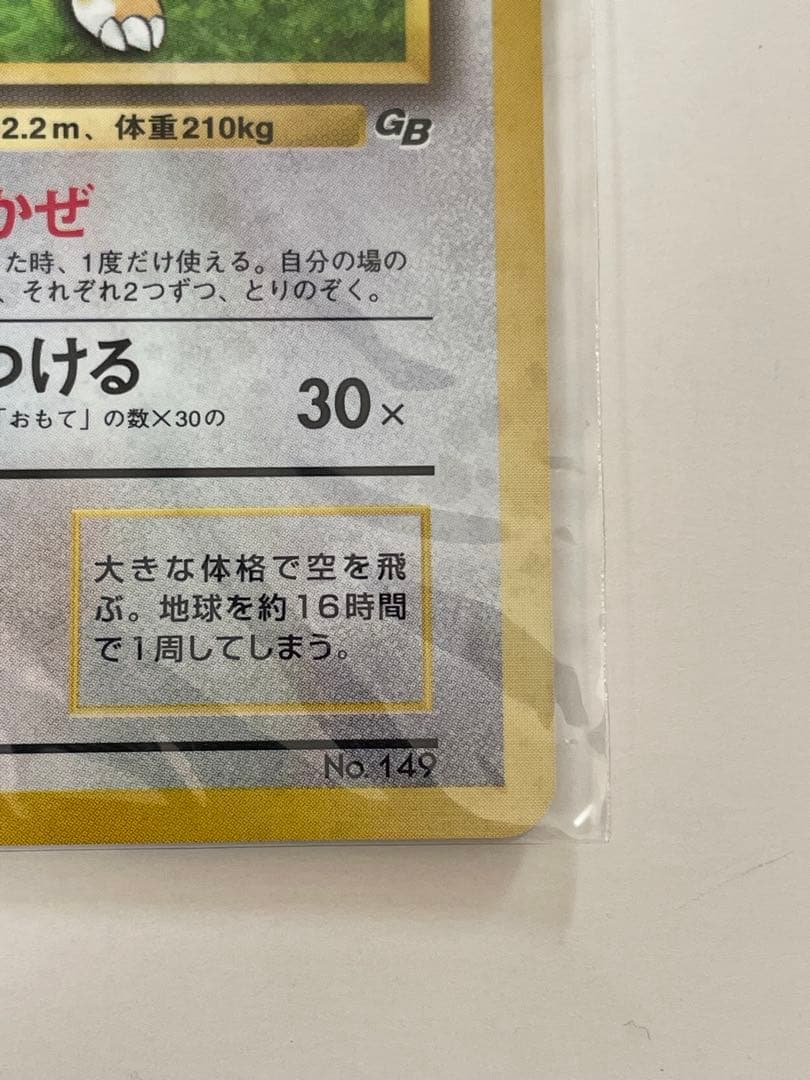 2.2m、体重210kg GB
かぜ
た時、1度だけ使える。自分の場の
、それぞれ2つずつ、とりのぞく。
つける 30×
「おもて」の数×30の
大きな体格で空を飛
ぶ。地球を約16時間
で1周してしまう。
No. 149